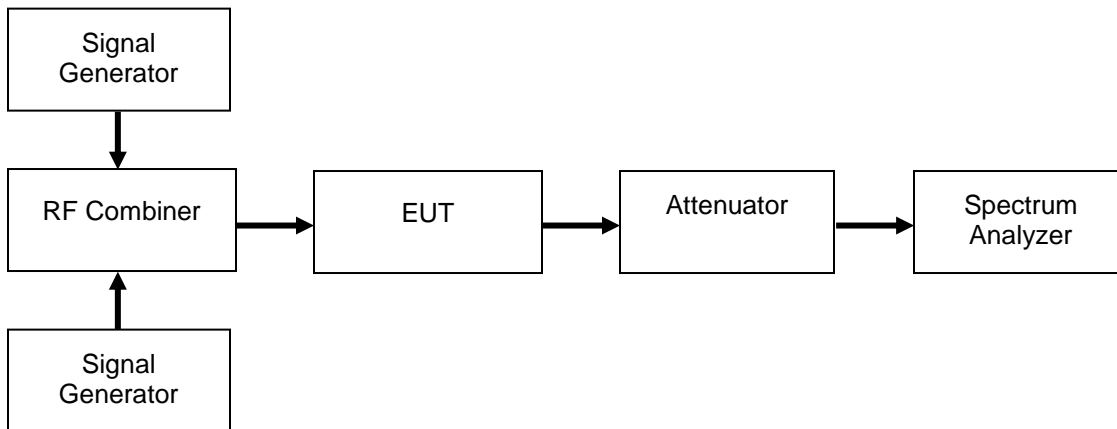 Signal
Generator
RF Combiner
EUT
Attenuator
Spectrum
Analyzer
Signal
Generator